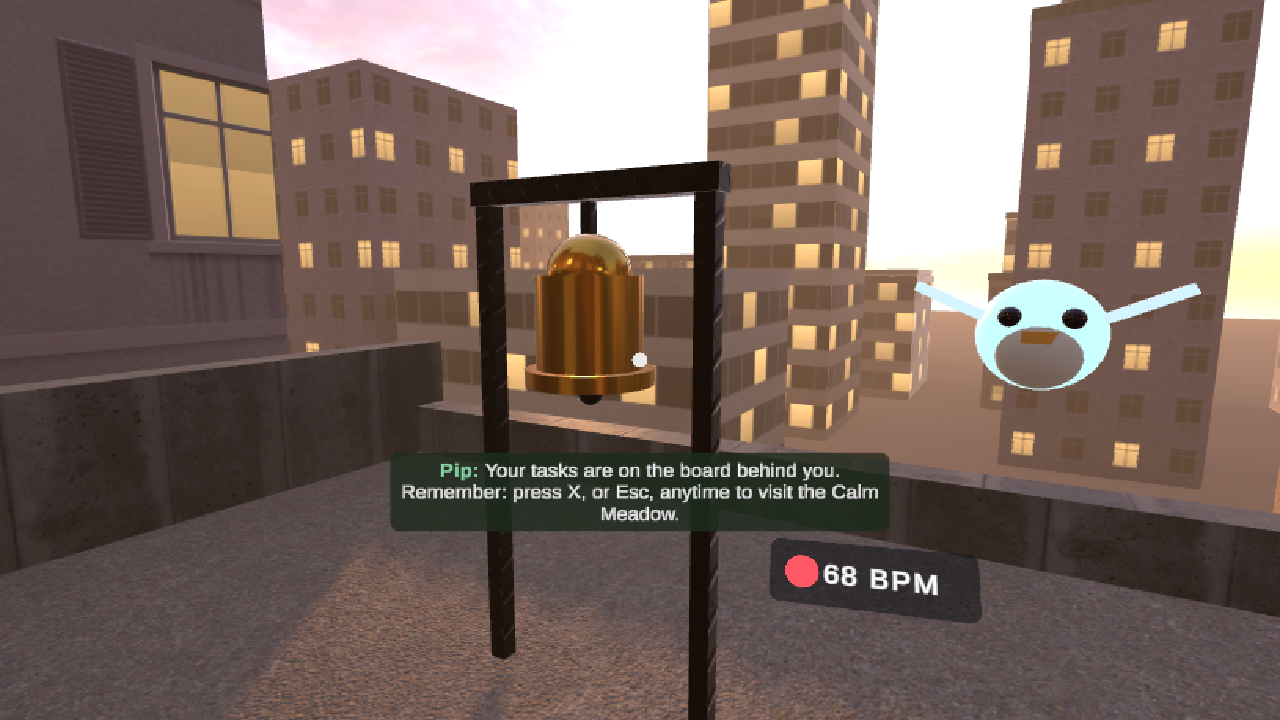 Pip: Your tasks are on the board behind you.
Remember: press X, or Esc, anytime to visit the Calm
Meadow.
68 BPM